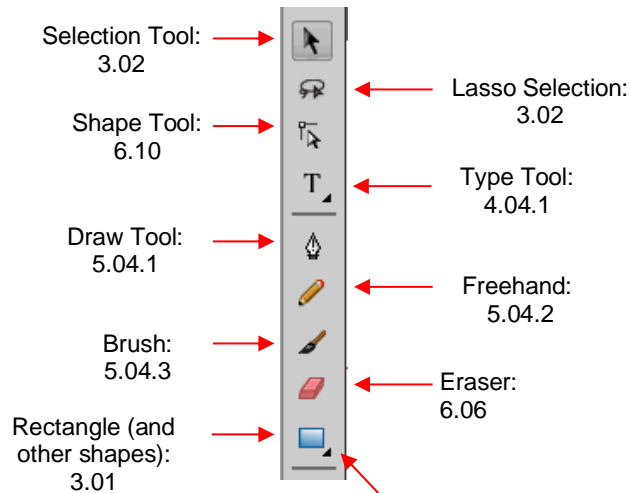 Selection Tool:
3.02
Lasso Selection:
3.02
Shape Tool:
6.10
T
Type Tool:
4.04.1
Draw Tool:
5.04.1
Freehand:
5.04.2
Brush:
5.04.3
Eraser:
6.06
Rectangle (and
other shapes):
3.01